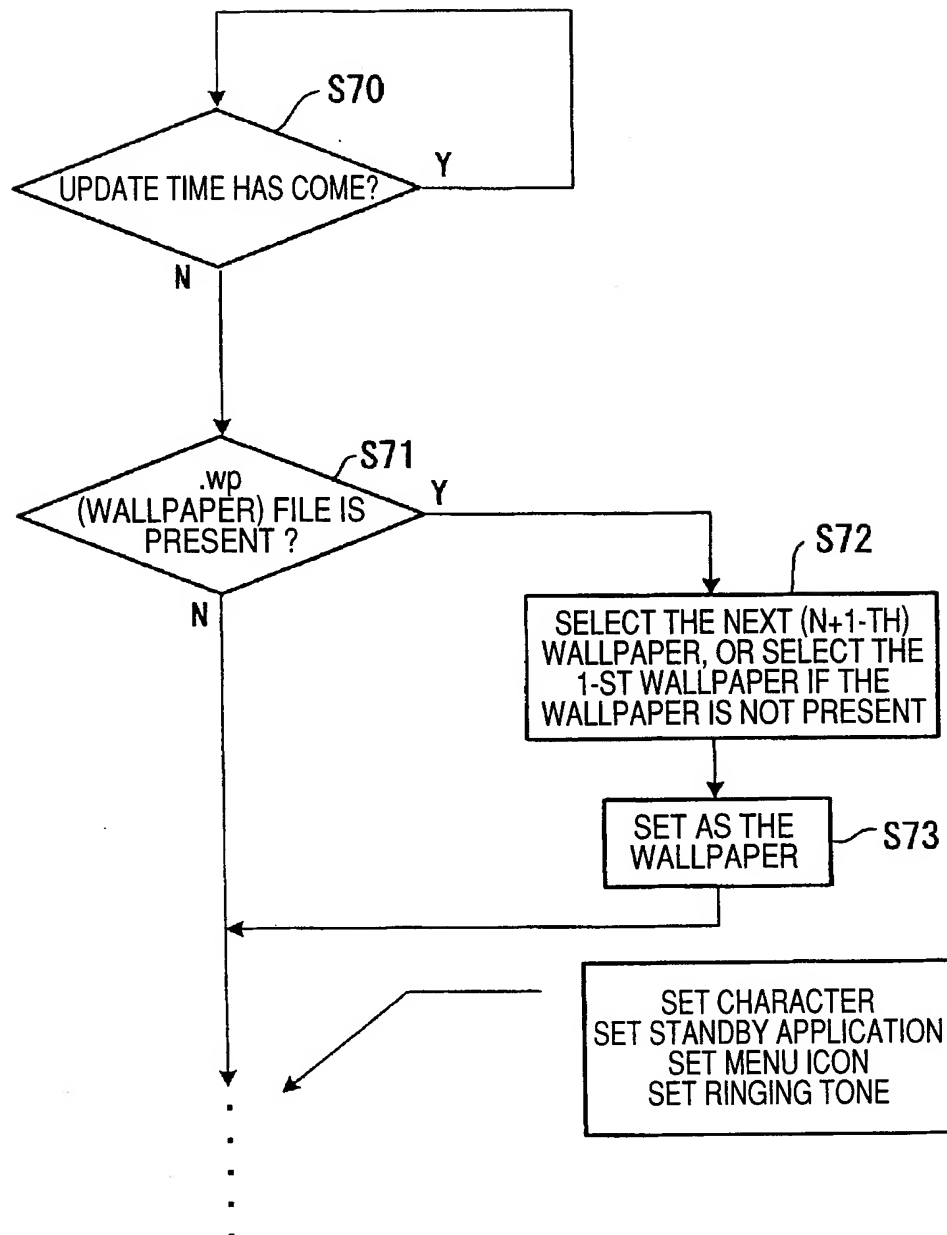 S70
UPDATE TIME HAS COME?
Y
N
S71
.wp
(WALLPAPER) FILE IS
PRESENT ?
Y
N
S72
SELECT THE NEXT (N+1-TH)
WALLPAPER, OR SELECT THE
1-ST WALLPAPER IF THE
WALLPAPER IS NOT PRESENT
SET AS THE
WALLPAPER
S73
SET CHARACTER
SET STANDBY APPLICATION
SET MENU ICON
SET RINGING TONE